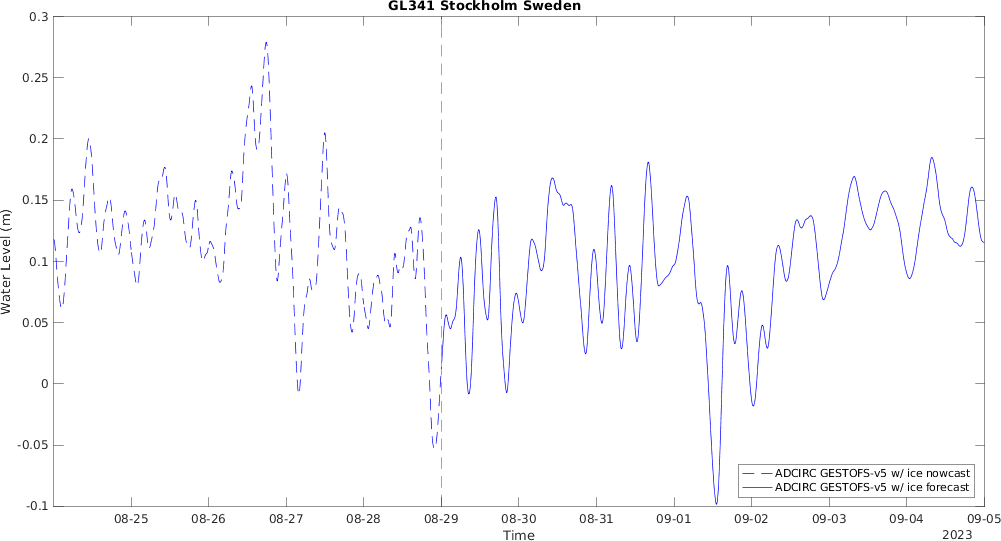 GL341 Stockholm Sweden
0.3
0.25
0.2
0.15
0.1
0.05
0
-0.05
-0.1
Water Level (m)
ADCIRC GESTOFS-v5 w/ ice nowcast
ADCIRC GESTOFS-v5 w/ ice forecast
08-25 08-26 08-27 08-28 08-29 08-30 08-31 09-01 09-02 09-03 09-04 09-05
Time
2023